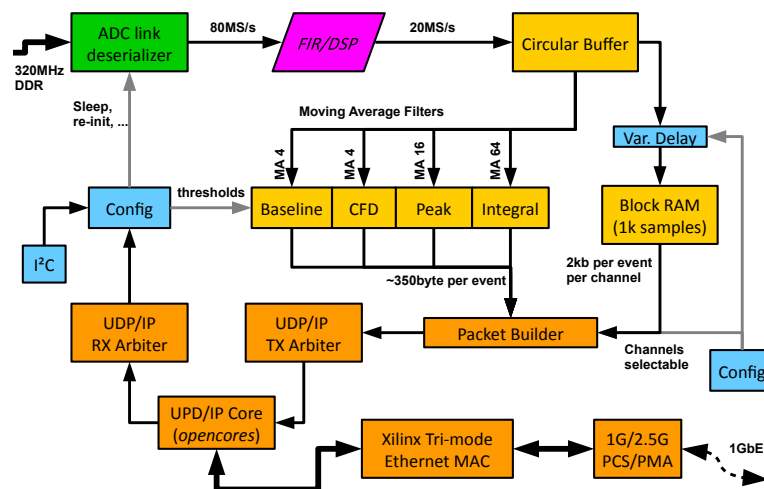 ADC link
deserializer
80MS/s
FIR/DSP
20MS/s
Circular Buffer
320MHz
DDR
Sleep,
re-init, ...
Moving Average Filters
MA 4
MA 4
MA 16
MA 64
Var. Delay
Config
thresholds
Baseline
CFD
Peak
Integral
Block RAM
(1k samples)
I²C
~350byte per event
2kb per event
per channel
UDP/IP
RX Arbiter
UDP/IP
TX Arbiter
Packet Builder
Channels
selectable
Config
UPD/IP Core
(opencores)
Xilinx Tri-mode
Ethernet MAC
1G/2.5G
PCS/PMA
1GbE